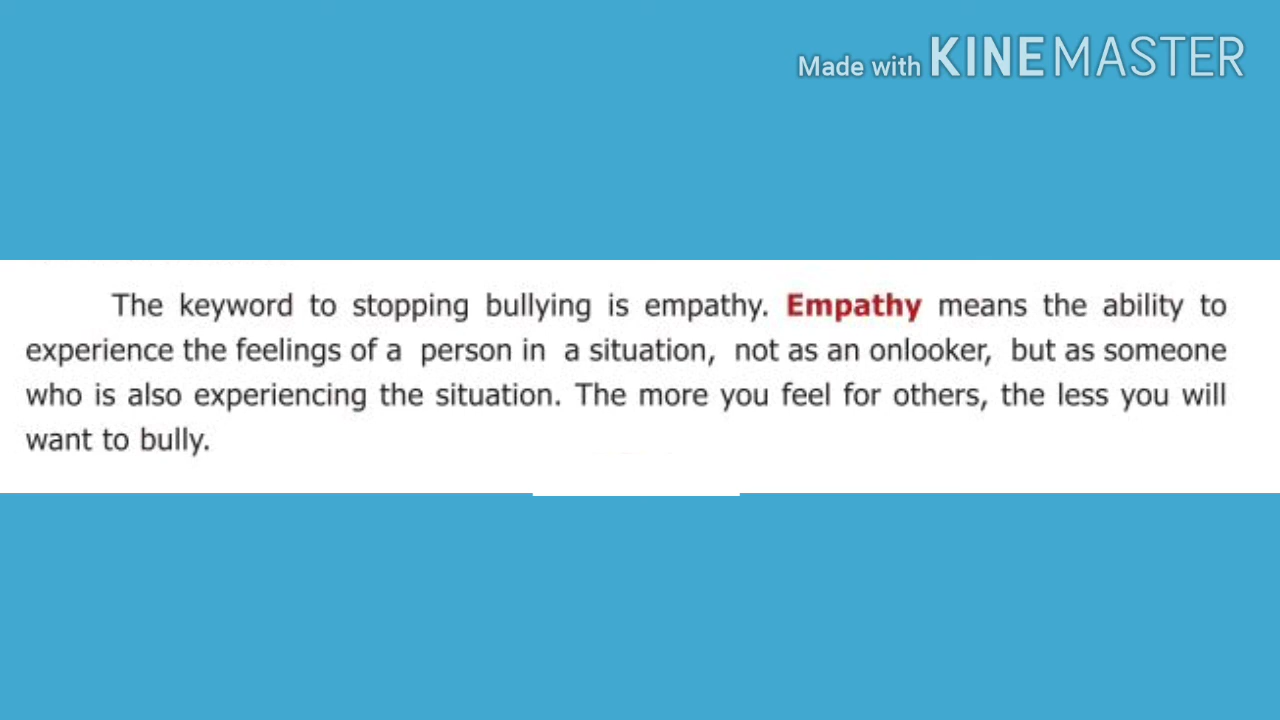 Made with KINEMASTER
The keyword to stopping bullying is empathy. Empathy means the ability to
experience the feelings of a person in a situation, not as an onlooker, but as someone
who is also experiencing the situation. The more you feel for others, the less you will
want to bully.